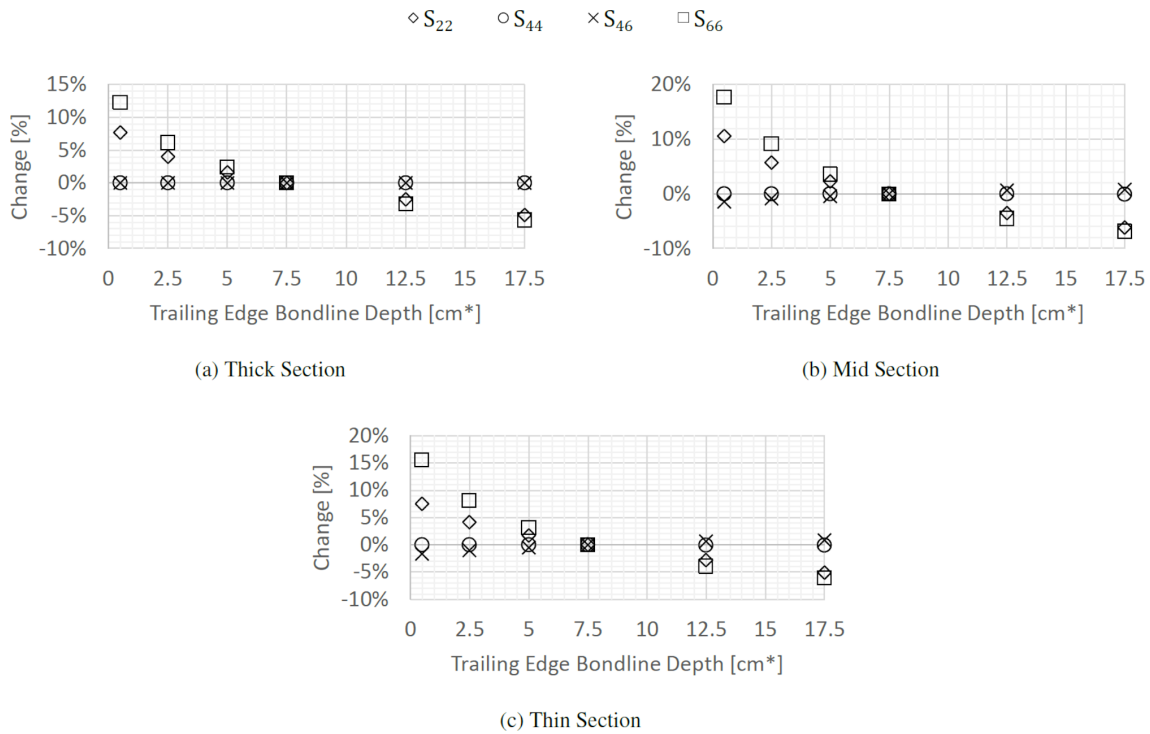 S22 S44 S46 S66
15%
10%
5%
0%
-5%
-10%
Change [%]
0 2.5 5 7.5 10 12.5 15 17.5
Trailing Edge Bondline Depth [cm*]
(a) Thick Section
20%
10%
0%
-10%
Change [%]
0 2.5 5 7.5 10 12.5 15 17.5
Trailing Edge Bondline Depth [cm*]
(b) Mid Section
20%
15%
10%
5%
0%
-5%
-10%
Change [%]
0 2.5 5 7.5 10 12.5 15 17.5
Trailing Edge Bondline Depth [cm*]
(c) Thin Section